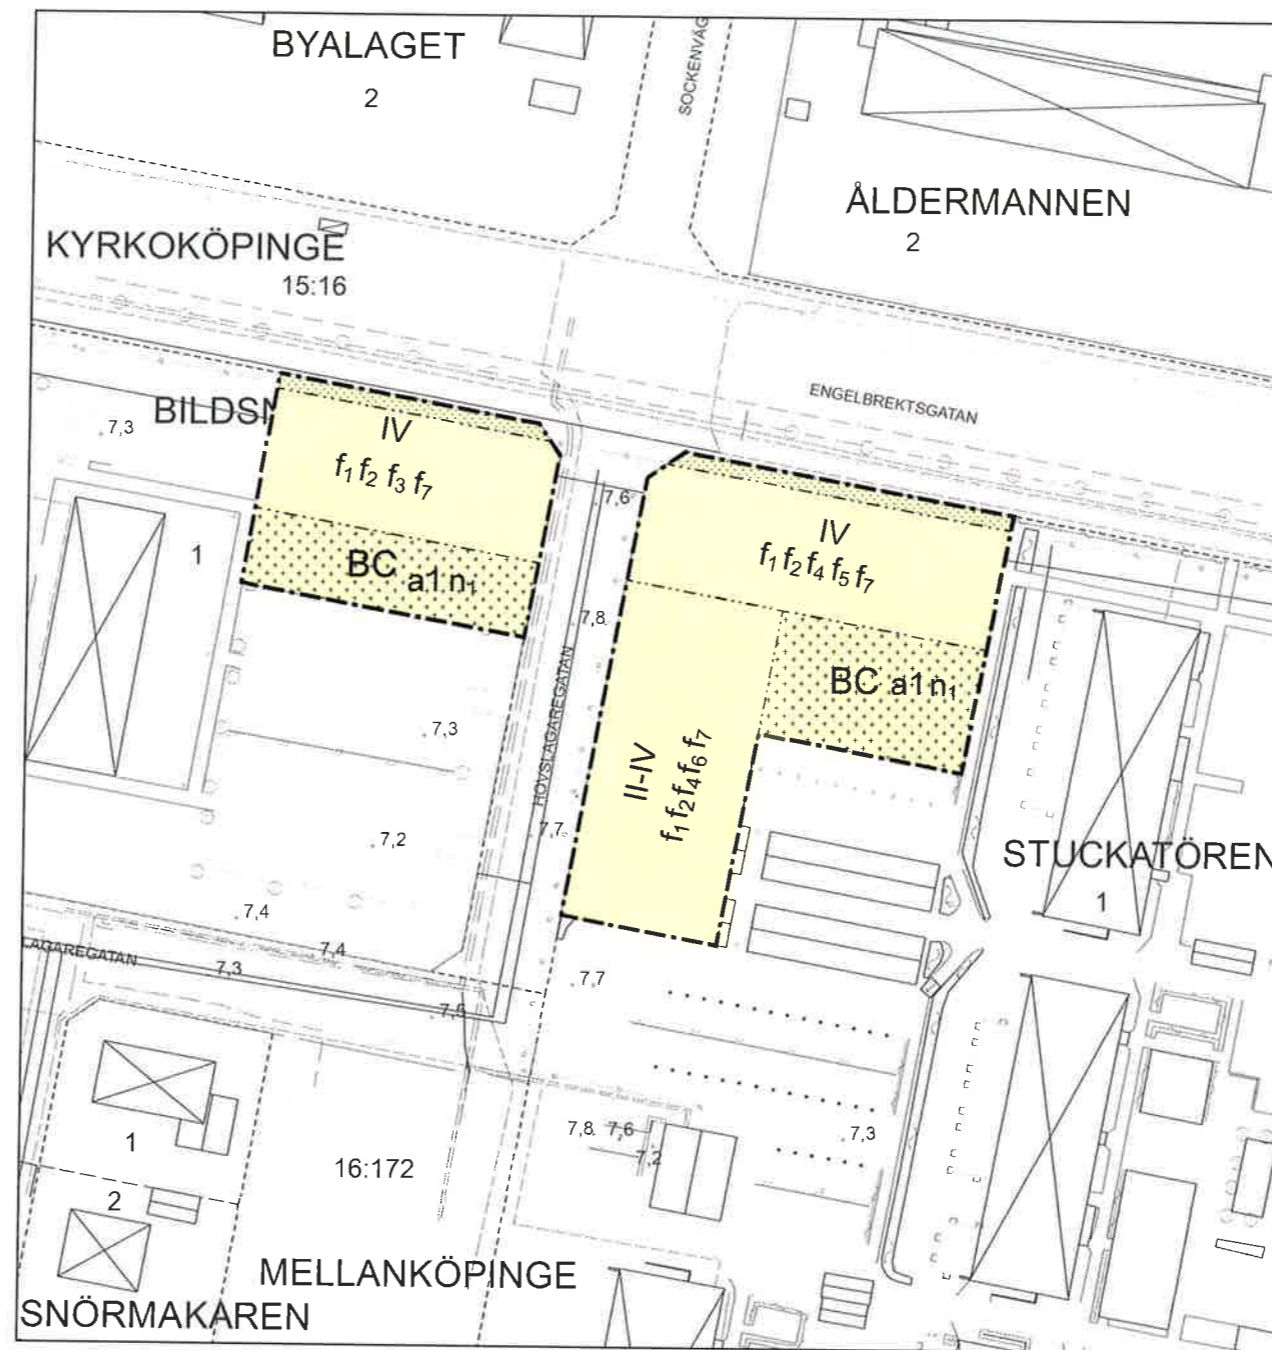 BYALAGET
2
SOCKENVÄG
ÅLDERMANNEN
2
KYRKOKÖPINGE
15:16
ENGELBREKTSGATAN
BILDSN
7,3
IV
f₁ f₂ f₃ f₇
7,6
IV
f₁ f₂ f₄ f₅ f₇
1
BC a1 n₁
7,8
BC a1 n₁
HOVSLAGAREGATAN
7,3
II-IV
f₁ f₂ f₄ f₆ f₇
7,2
7,7
STUCKATÖREN
1
7,4
7,4
LAGAREGATAN
7,3
7,7
7,5
1
7,8
7,6
7,2
7,3
16:172
2
MELLANKÖPINGE
SNÖRMAKAREN